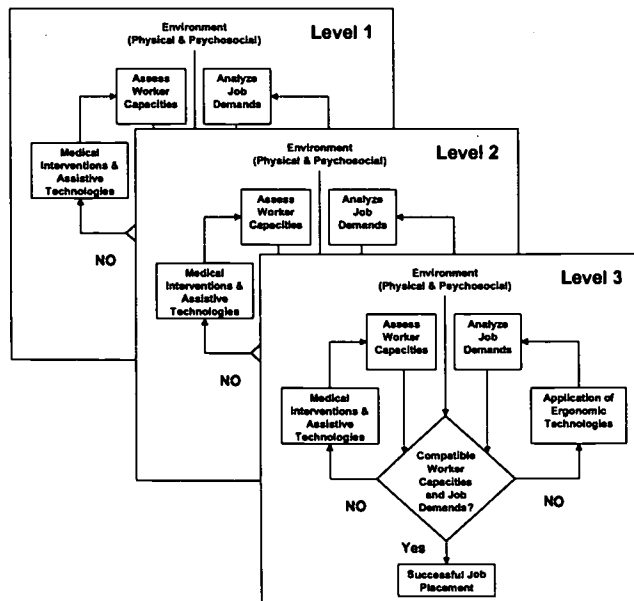 Level 1
Environment
(Physical & Psychosocial)
Assess
Worker
Capacities
Analyze
Job
Demands
Medical
Interventions &
Assistive
Technologies
NO
Level 2
Environment
(Physical & Psychosocial)
Assess
Worker
Capacities
Analyze
Job
Demands
Medical
Interventions &
Assistive
Technologies
NO
Level 3
Environment
(Physical & Psychosocial)
Assess
Worker
Capacities
Analyze
Job
Demands
Medical
Interventions &
Assistive
Technologies
Application of
Ergonomic
Technologies
Compatible
Worker
Capacities
and Job
Demands?
NO
NO
Yes
Successful Job
Placement